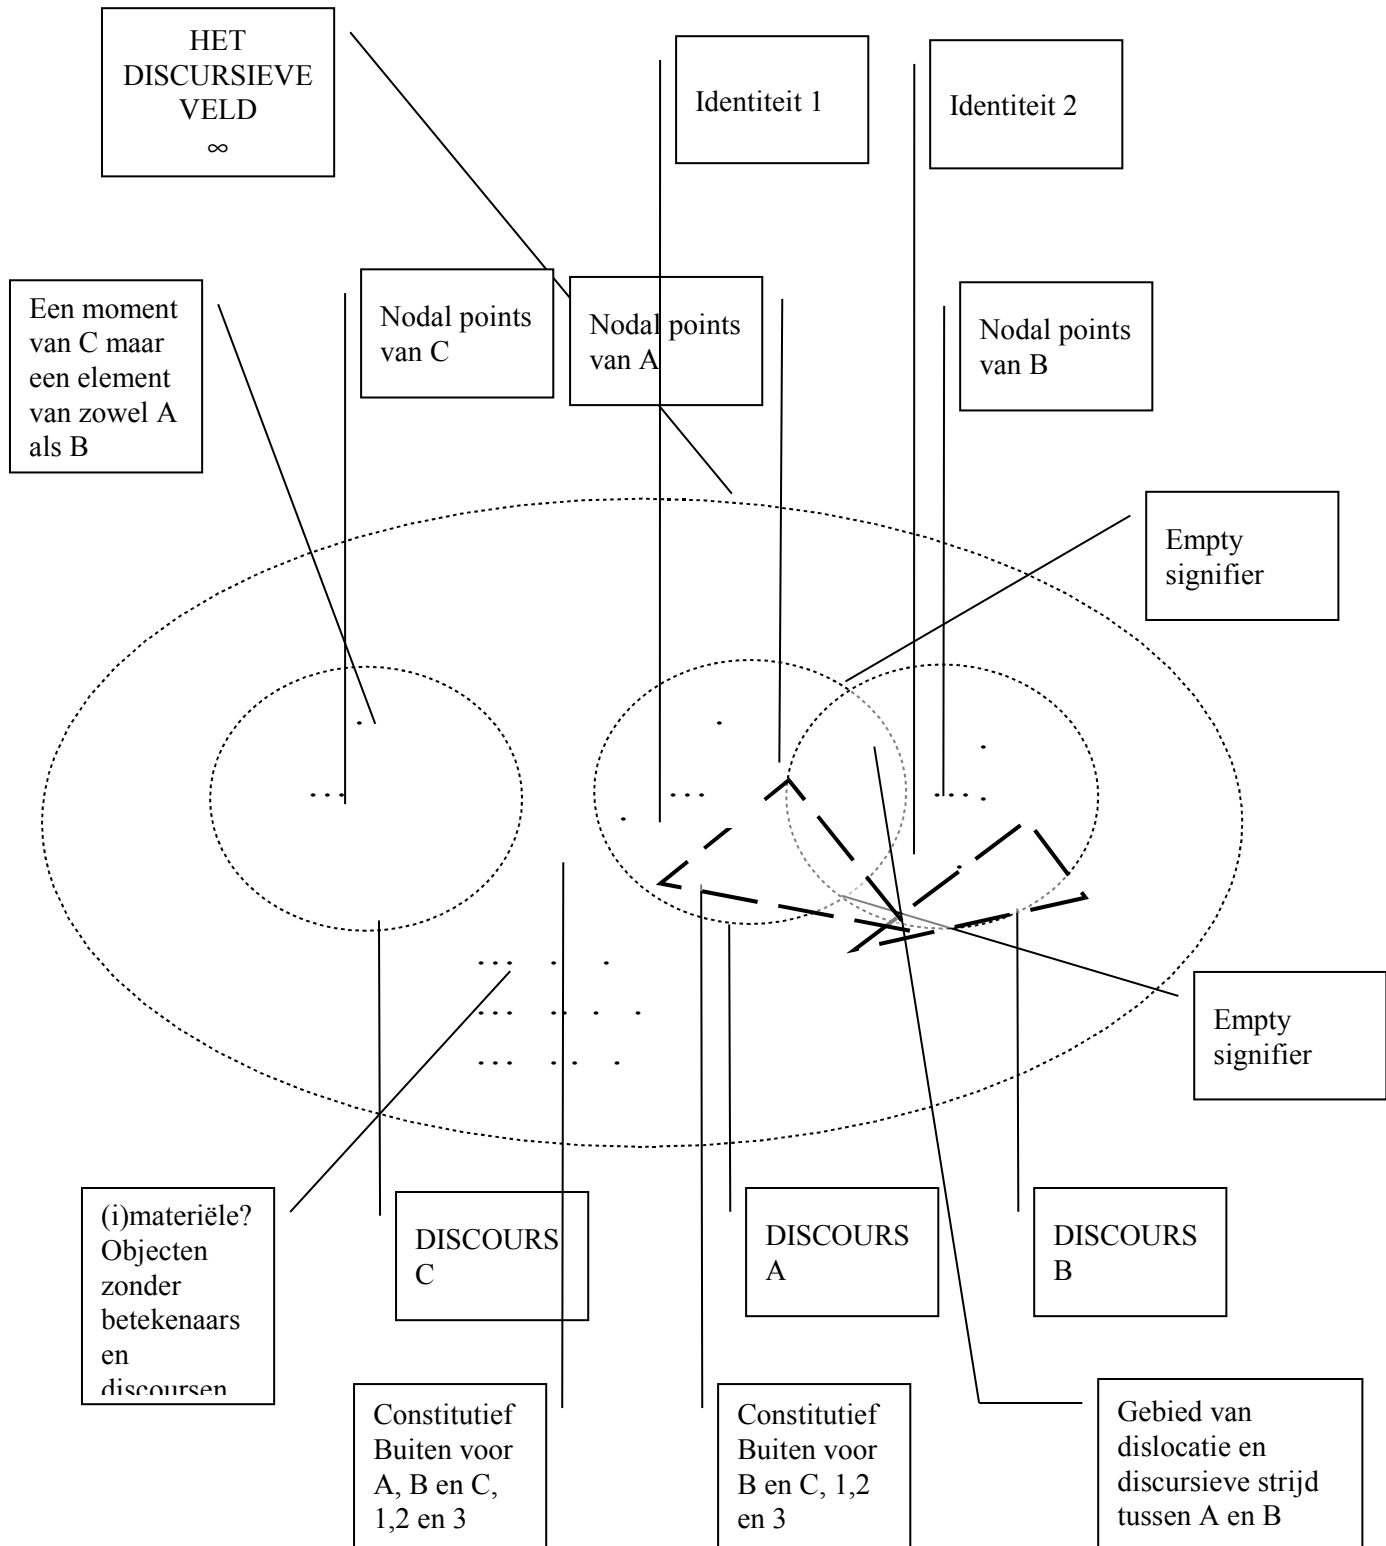 HET
DISCURSIEVE
VELD
∞
Identiteit 1
Identiteit 2
Een moment
van C maar
een element
van zowel A
als B
Nodal points
van C
Nodal points
van A
Nodal points
van B
Empty
signifier
Empty
signifier
(i)materiële?
Objecten
zonder
betekenaars
en
discoursen
DISCOURS
C
DISCOURS
A
DISCOURS
B
Constitutief
Buiten voor
A, B en C,
1,2 en 3
Constitutief
Buiten voor
B en C, 1,2
en 3
Gebied van
dislocatie en
discursieve strijd
tussen A en B